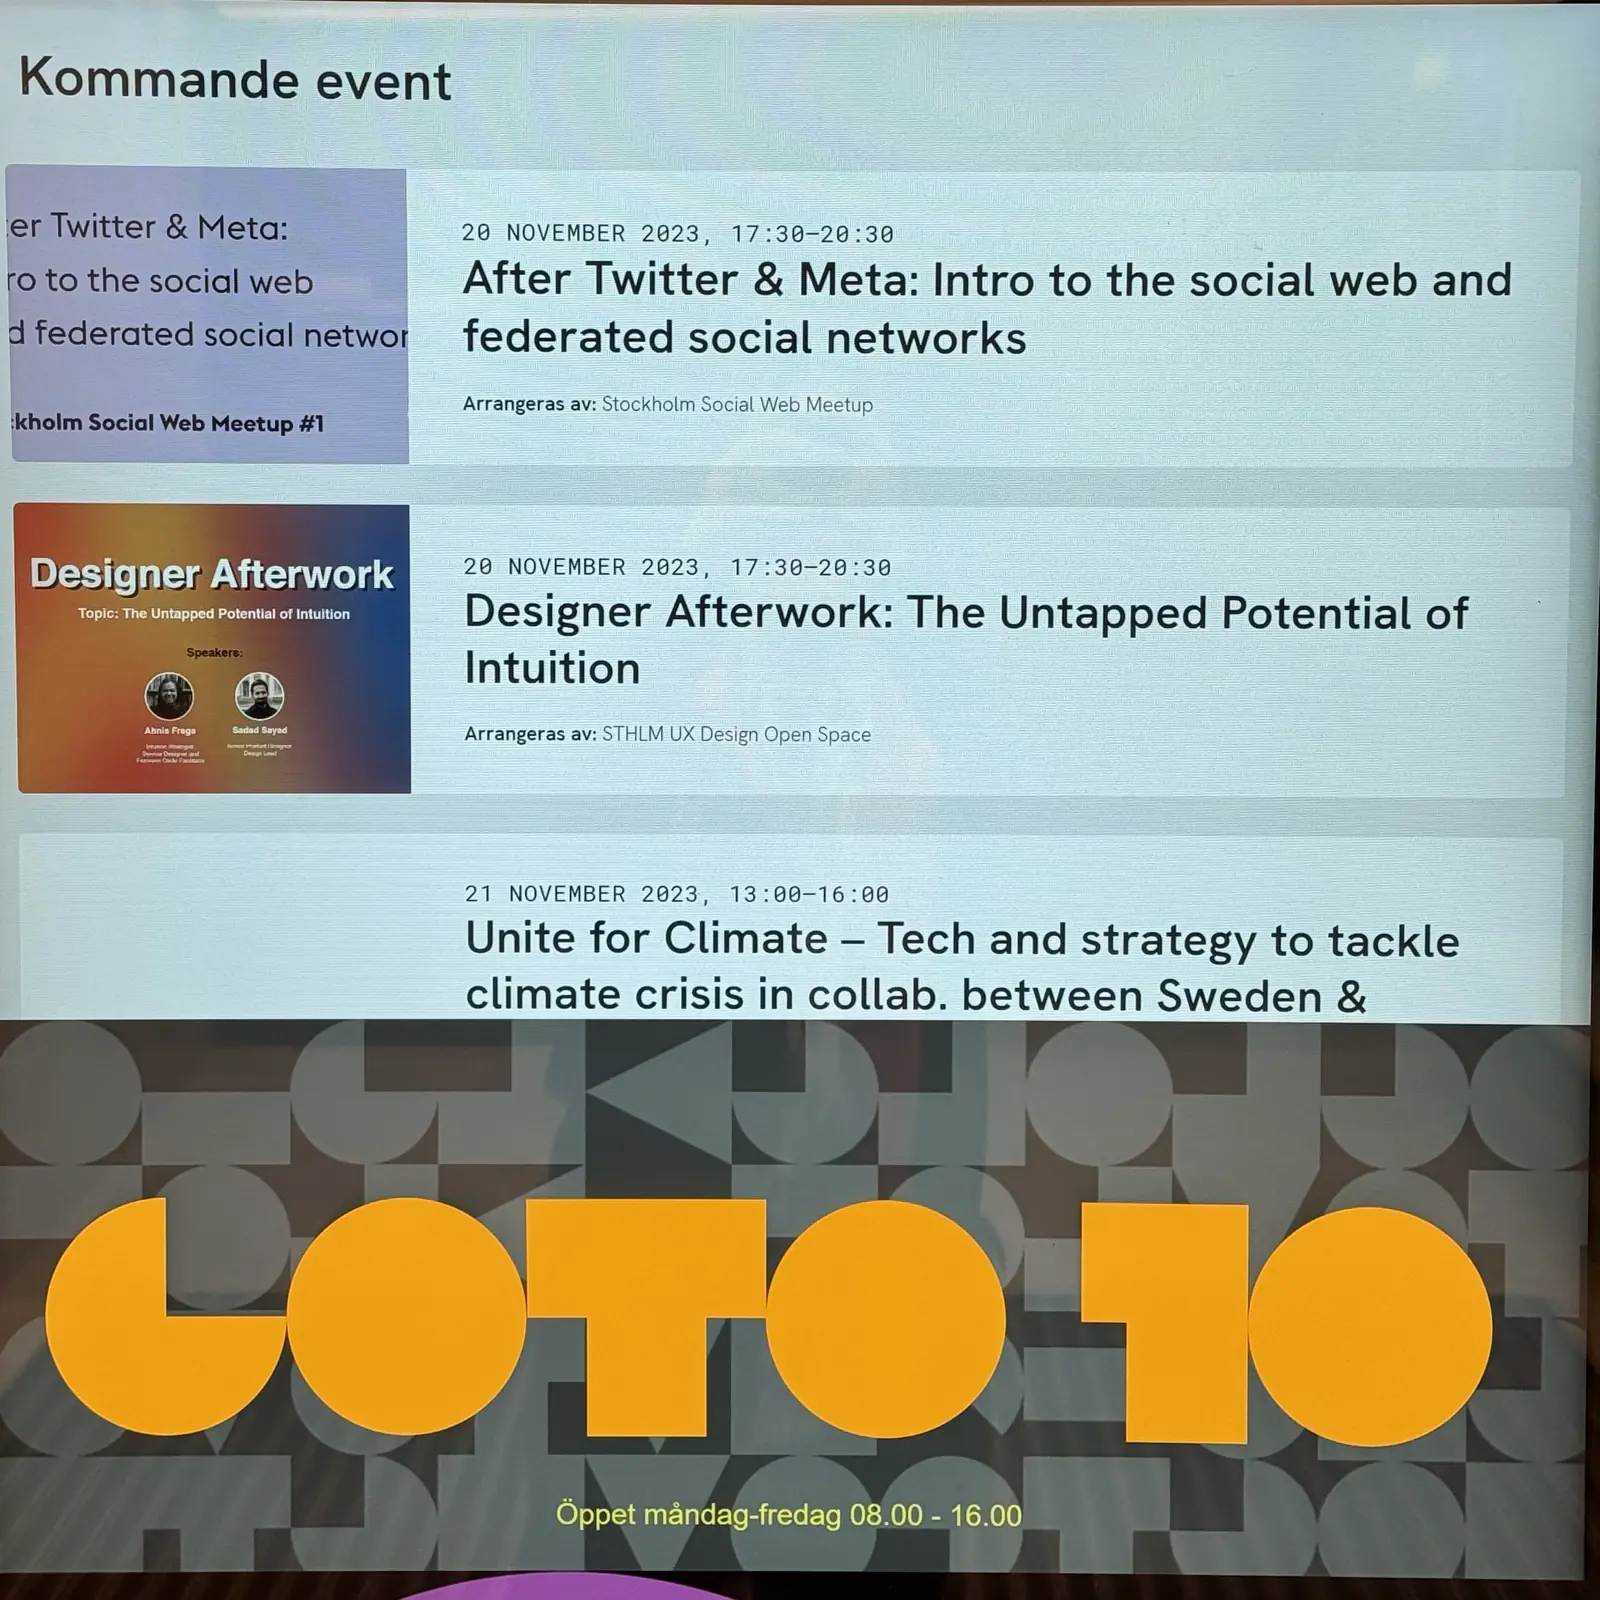 Kommande event
er Twitter & Meta:
ro to the social web
d federated social networ
kholm Social Web Meetup #1
20 NOVEMBER 2023, 17:30–20:30
After Twitter & Meta: Intro to the social web and
federated social networks
Arrangeras av: Stockholm Social Web Meetup
Designer Afterwork
Topic: The Untapped Potential of Intuition
Speakers:
Ahnis Fraga
Sadad Sayad
Service Designer and
Design Lead
20 NOVEMBER 2023, 17:30–20:30
Designer Afterwork: The Untapped Potential of
Intuition
Arrangeras av: STHLM UX Design Open Space
21 NOVEMBER 2023, 13:00–16:00
Unite for Climate – Tech and strategy to tackle
climate crisis in collab. between Sweden &
GOTO 10
Öppet måndag-fredag 08.00 - 16.00